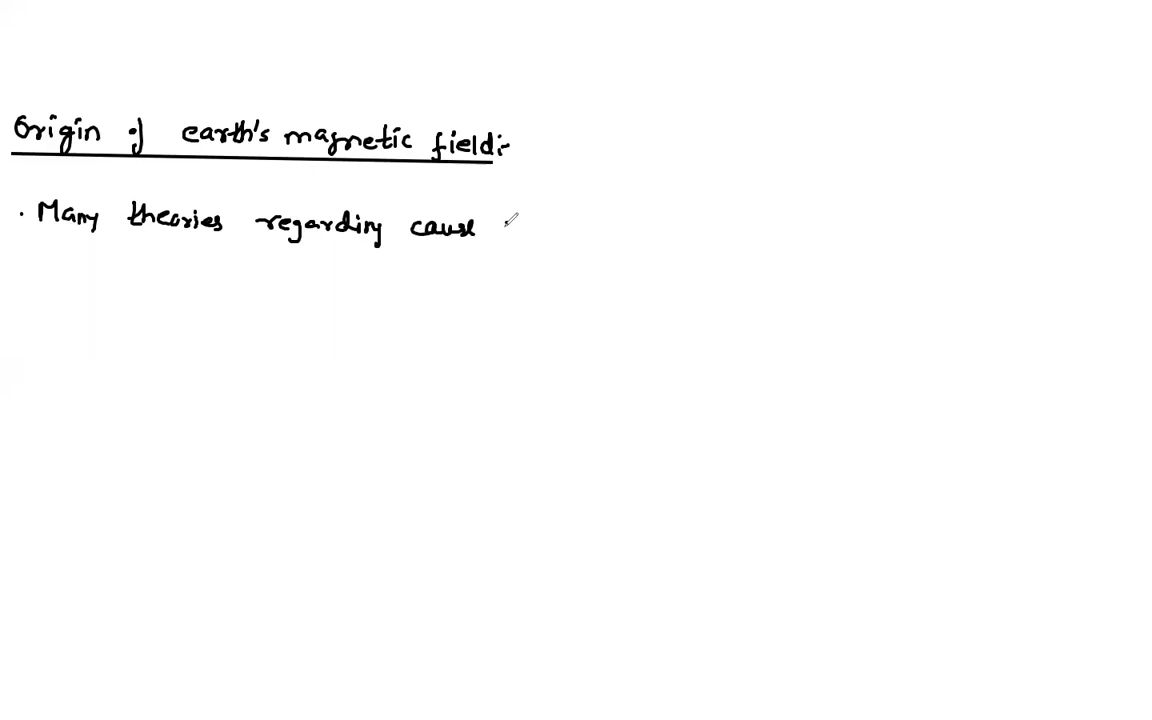 Origin of earth's magnetic field:-
. Many theories regarding cause